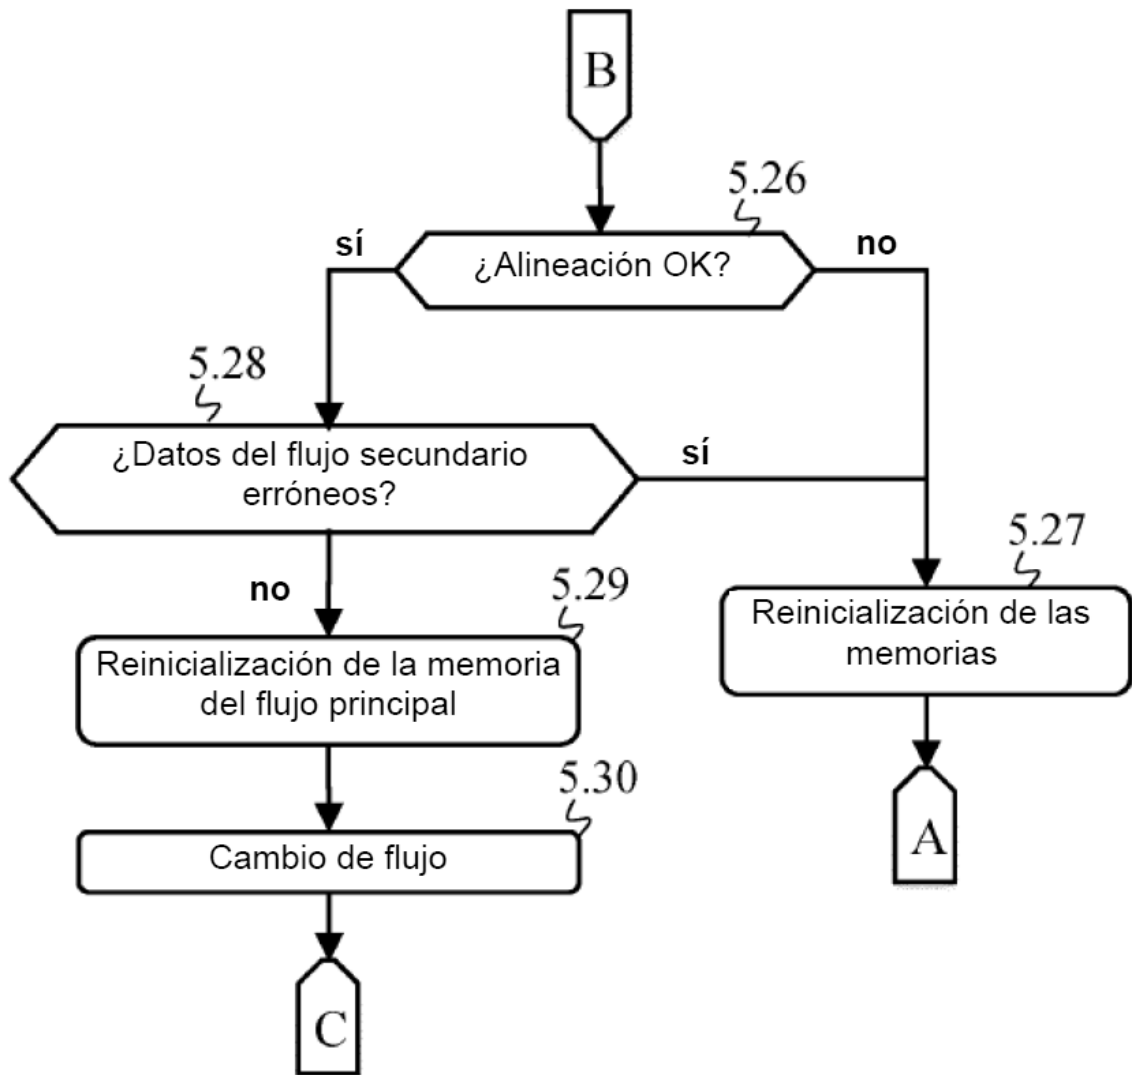 B
5.26
sí
¿Alineación OK?
no
5.28
¿Datos del flujo secundario
erróneos?
sí
5.27
no
5.29
Reinicialización de las
memorias
Reinicialización de la memoria
del flujo principal
5.30
Cambio de flujo
A
C